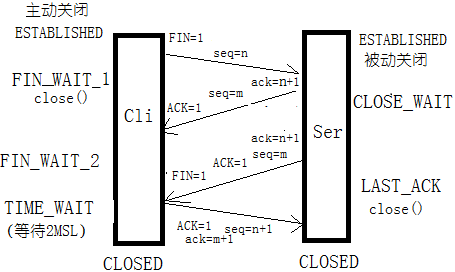 主动关闭
ESTABLISHED
FIN=1
seq=n
ESTABLISHED
被动关闭
FIN_WAIT_1
close()
ack=n+1
seq=m
ACK=1
CLOSE_WAIT
Cli
Ser
ack=n+1
seq=m
ACK=1
FIN=1
FIN_WAIT_2
LAST_ACK
close()
TIME_WAIT
(等待2MSL)
ACK=1
seq=n+1
ack=m+1
CLOSED
CLOSED